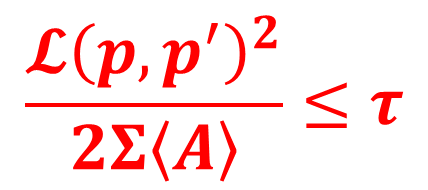 ℒ(p, p′)² / 2Σ⟨A⟩ ≤ τ